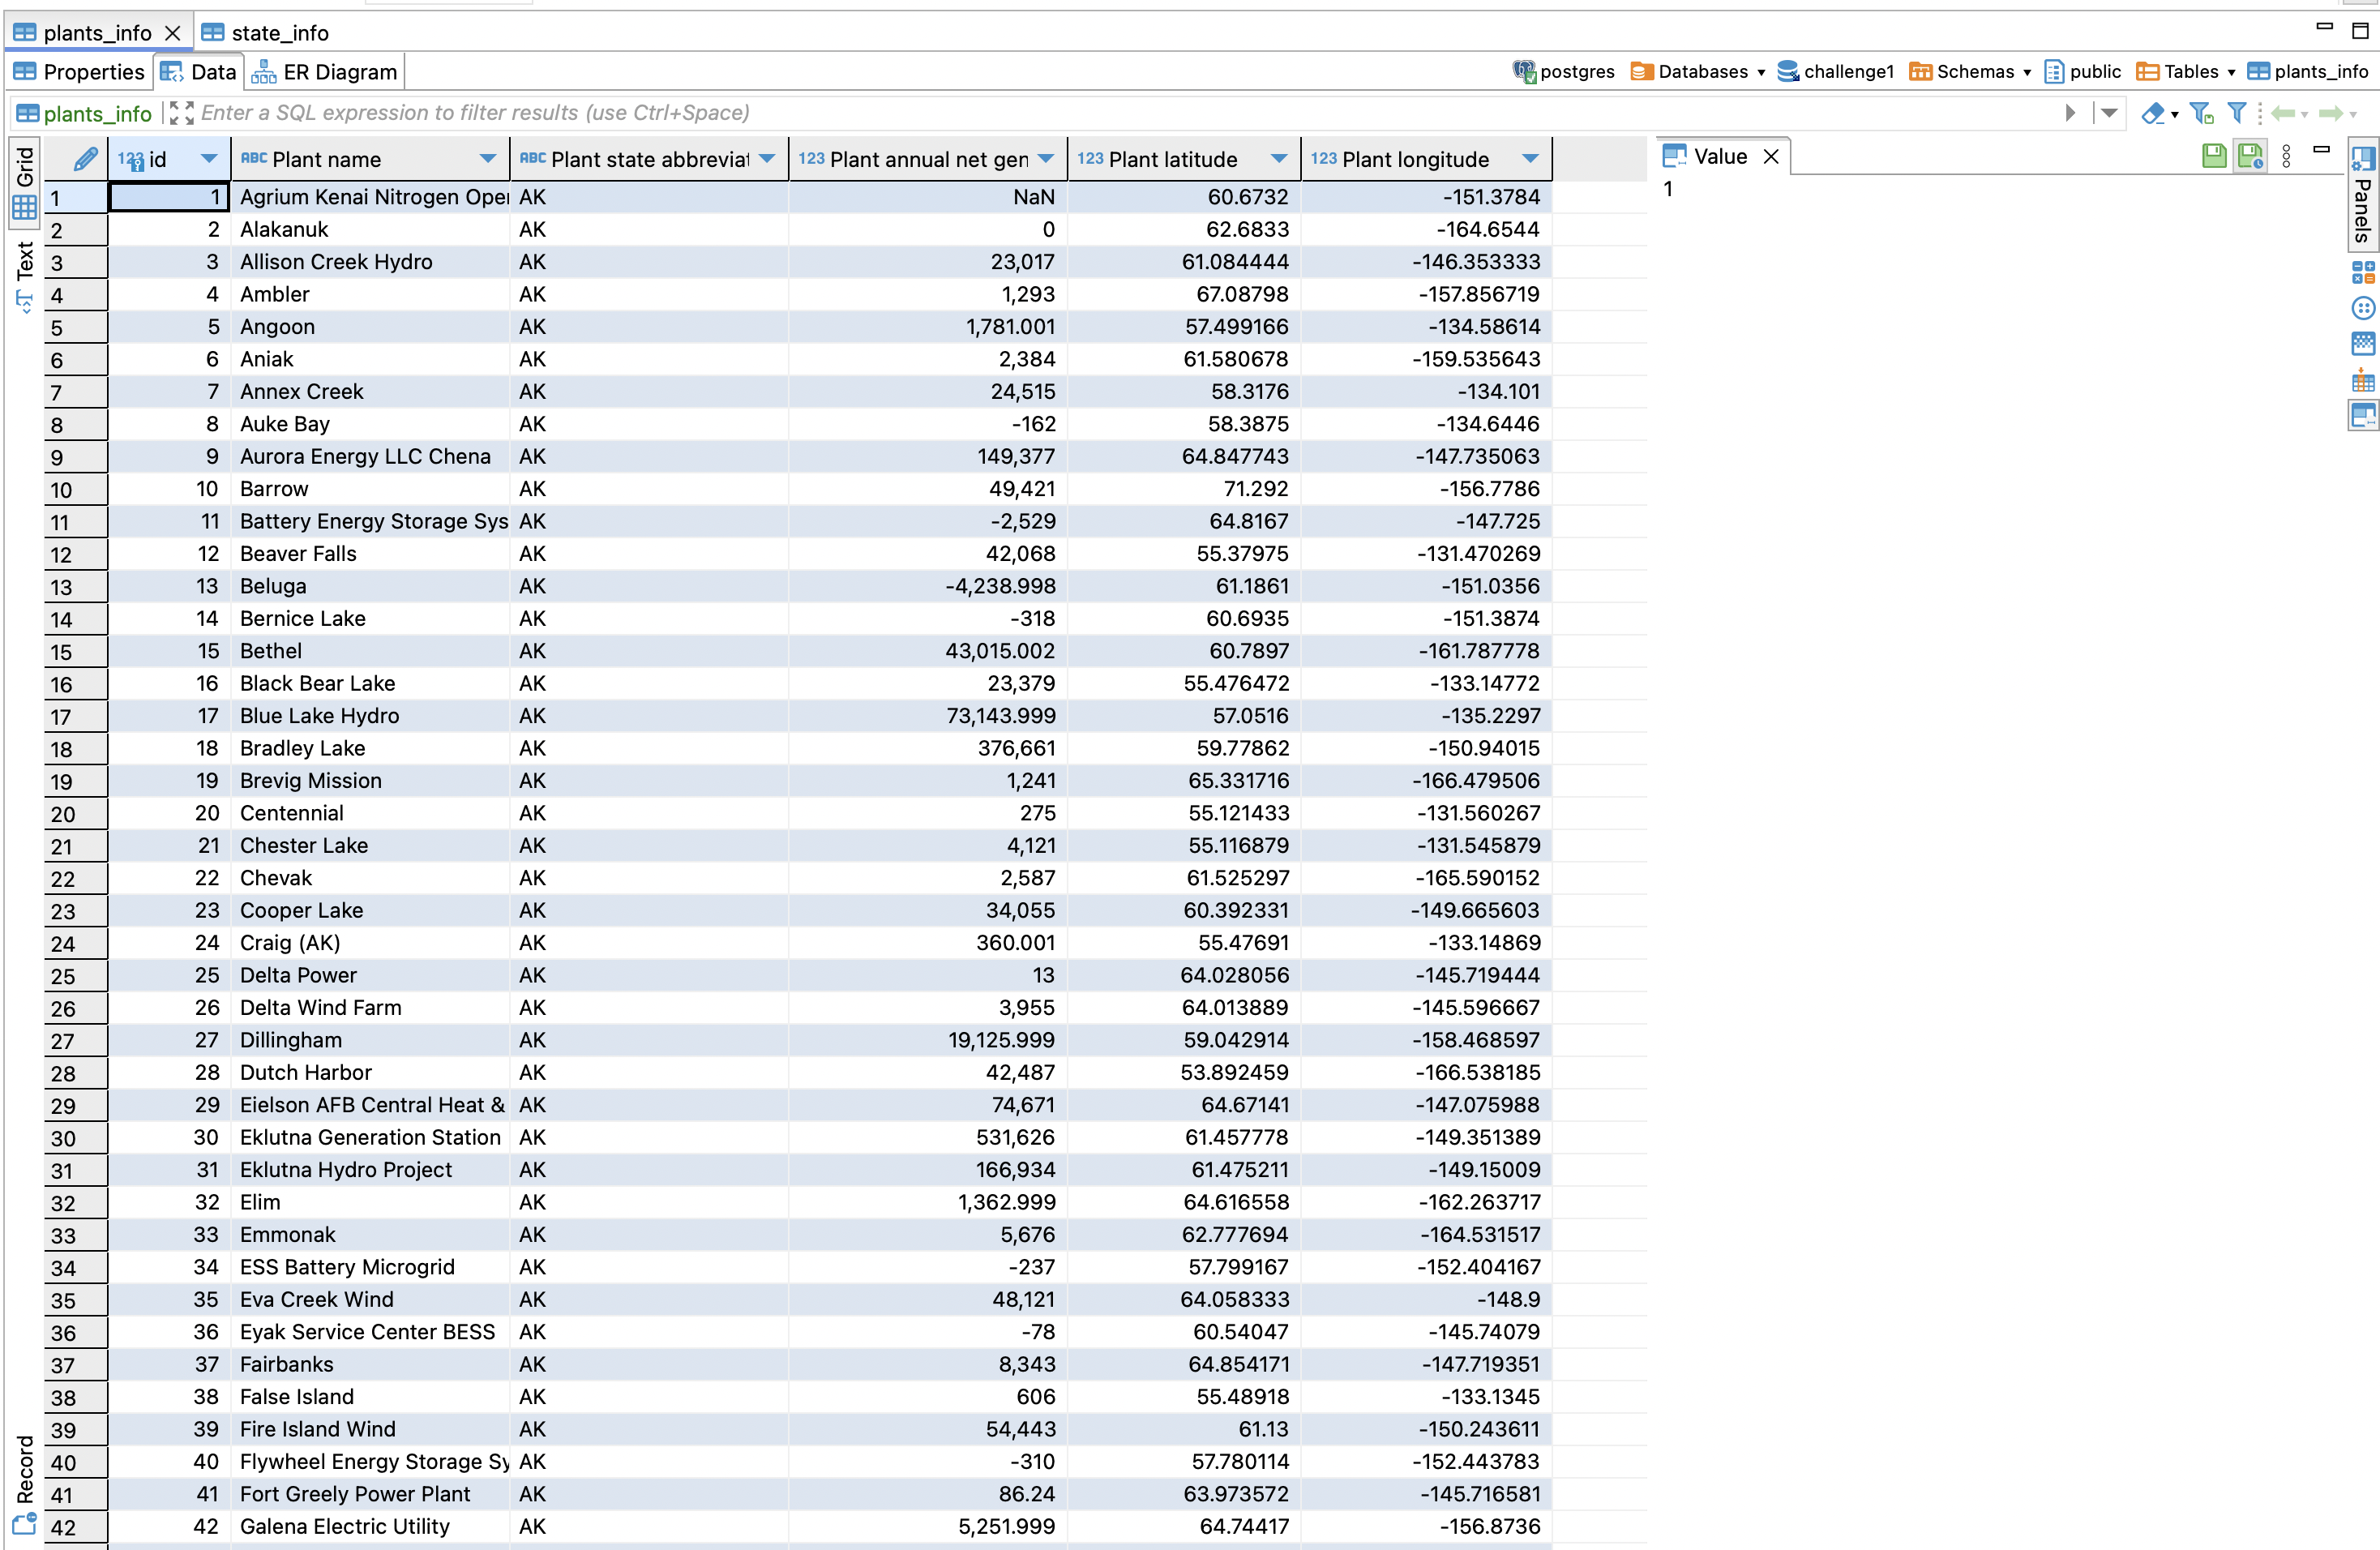 plants_info state_info
Properties Data ER Diagram postgres Databases challenge1 Schemas public Tables plants_info
plants_info Enter a SQL expression to filter results (use Ctrl+Space)
Grid
Text
Record
123 id ABC Plant name ABC Plant state abbreviat 123 Plant annual net gen 123 Plant latitude 123 Plant longitude
1 1 Agrium Kenai Nitrogen Oper AK NaN 60.6732 -151.3784
2 2 Alakanuk AK 0 62.6833 -164.6544
3 3 Allison Creek Hydro AK 23,017 61.084444 -146.353333
4 4 Ambler AK 1,293 67.08798 -157.856719
5 5 Angoon AK 1,781.001 57.499166 -134.58614
6 6 Aniak AK 2,384 61.580678 -159.535643
7 7 Annex Creek AK 24,515 58.3176 -134.101
8 8 Auke Bay AK -162 58.3875 -134.6446
9 9 Aurora Energy LLC Chena AK 149,377 64.847743 -147.735063
10 10 Barrow AK 49,421 71.292 -156.7786
11 11 Battery Energy Storage Sys AK -2,529 64.8167 -147.725
12 12 Beaver Falls AK 42,068 55.37975 -131.470269
13 13 Beluga AK -4,238.998 61.1861 -151.0356
14 14 Bernice Lake AK -318 60.6935 -151.3874
15 15 Bethel AK 43,015.002 60.7897 -161.787778
16 16 Black Bear Lake AK 23,379 55.476472 -133.14772
17 17 Blue Lake Hydro AK 73,143.999 57.0516 -135.2297
18 18 Bradley Lake AK 376,661 59.77862 -150.94015
19 19 Brevig Mission AK 1,241 65.331716 -166.479506
20 20 Centennial AK 275 55.121433 -131.560267
21 21 Chester Lake AK 4,121 55.116879 -131.545879
22 22 Chevak AK 2,587 61.525297 -165.590152
23 23 Cooper Lake AK 34,055 60.392331 -149.665603
24 24 Craig (AK) AK 360.001 55.47691 -133.14869
25 25 Delta Power AK 13 64.028056 -145.719444
26 26 Delta Wind Farm AK 3,955 64.013889 -145.596667
27 27 Dillingham AK 19,125.999 59.042914 -158.468597
28 28 Dutch Harbor AK 42,487 53.892459 -166.538185
29 29 Eielson AFB Central Heat & AK 74,671 64.67141 -147.075988
30 30 Eklutna Generation Station AK 531,626 61.457778 -149.351389
31 31 Eklutna Hydro Project AK 166,934 61.475211 -149.15009
32 32 Elim AK 1,362.999 64.616558 -162.263717
33 33 Emmonak AK 5,676 62.777694 -164.531517
34 34 ESS Battery Microgrid AK -237 57.799167 -152.404167
35 35 Eva Creek Wind AK 48,121 64.058333 -148.9
36 36 Eyak Service Center BESS AK -78 60.54047 -145.74079
37 37 Fairbanks AK 8,343 64.854171 -147.719351
38 38 False Island AK 606 55.48918 -133.1345
39 39 Fire Island Wind AK 54,443 61.13 -150.243611
40 40 Flywheel Energy Storage Sy AK -310 57.780114 -152.443783
41 41 Fort Greely Power Plant AK 86.24 63.973572 -145.716581
42 42 Galena Electric Utility AK 5,251.999 64.74417 -156.8736
Value
1
Panels